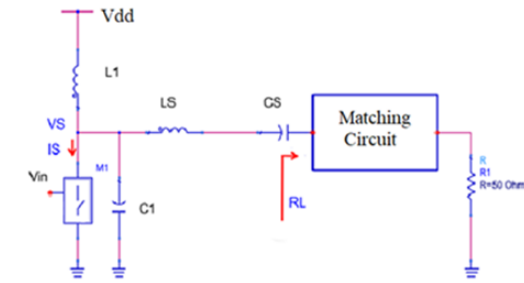 Vdd
L1
LS
CS
Matching
Circuit
VS
IS
M1
Vin
C1
RL
R
R1
R=50 Ohm